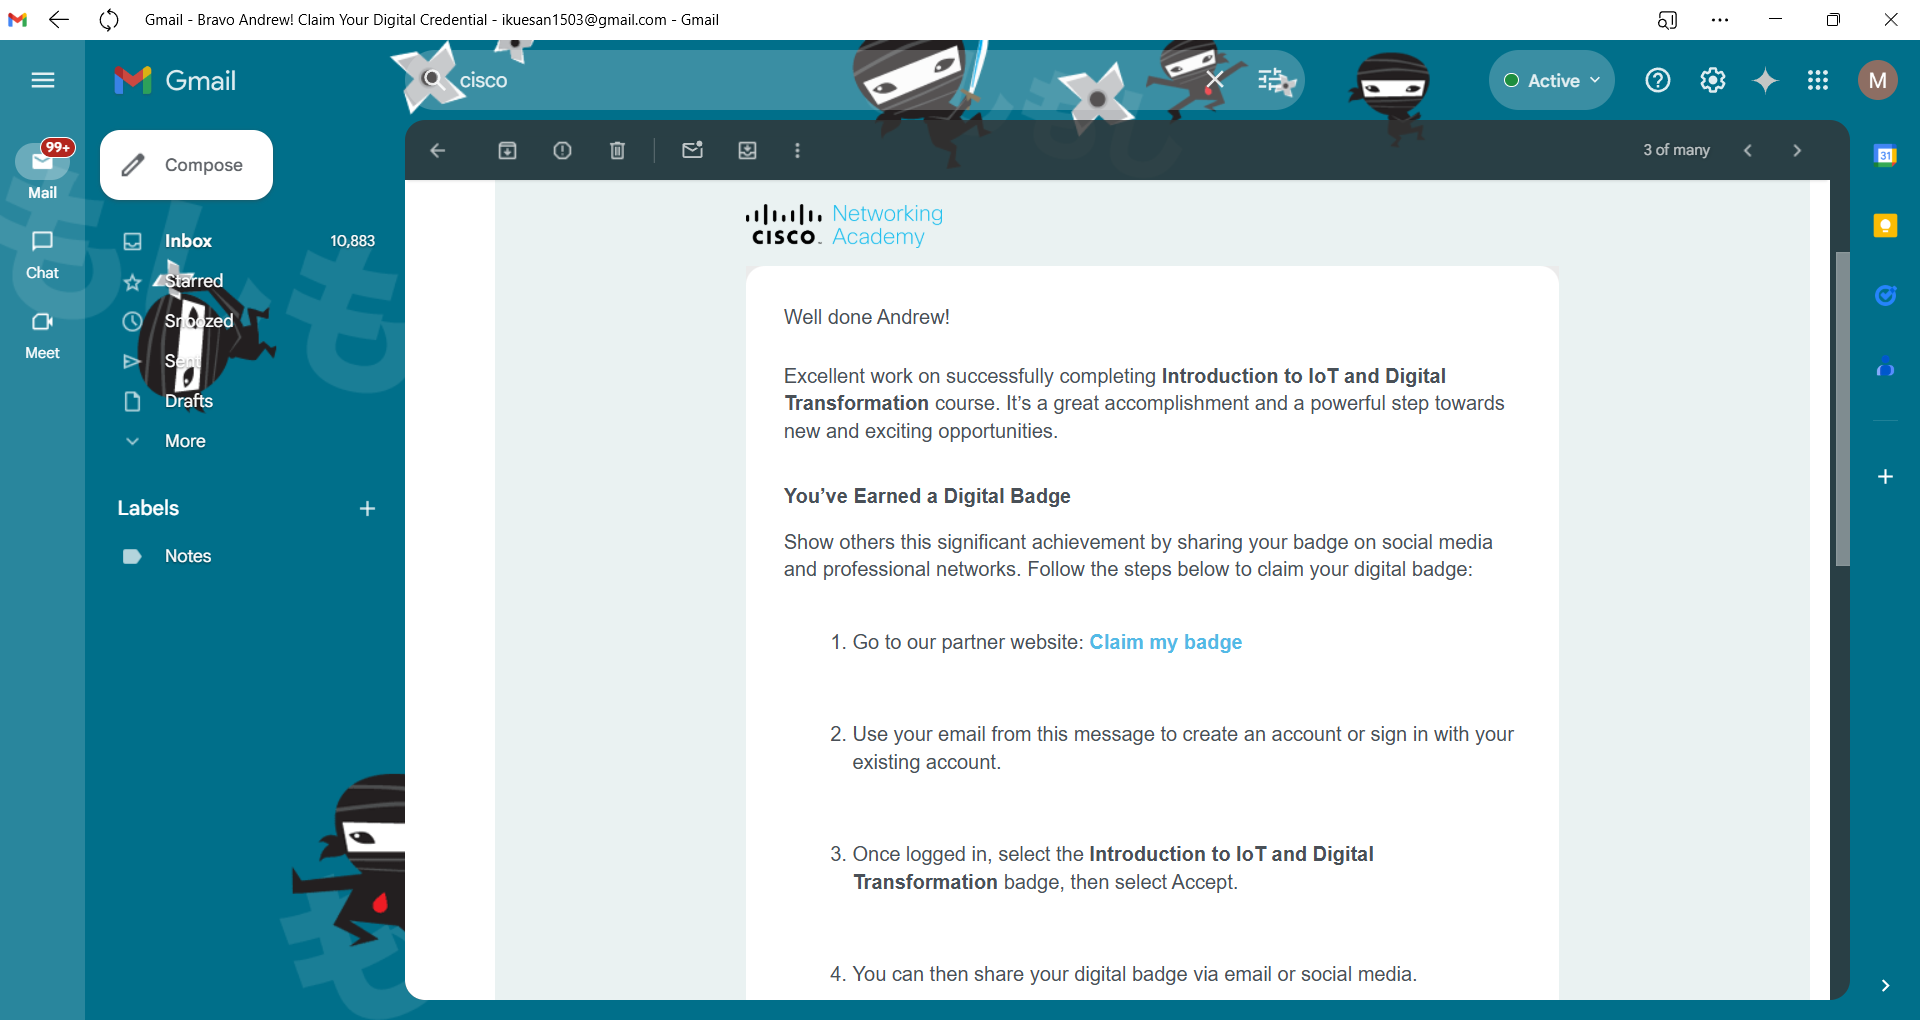 Gmail - Bravo Andrew! Claim Your Digital Credential - ikuesan1503@gmail.com - Gmail
Gmail
cisco
Active
M
99+
Mail
Chat
Meet
Compose
Inbox 10,883
Starred
Snoozed
Sent
Drafts
More
Labels
Notes
3 of many
31
CISCO Networking
Academy
Well done Andrew!
Excellent work on successfully completing Introduction to IoT and Digital
Transformation course. It's a great accomplishment and a powerful step towards
new and exciting opportunities.
You've Earned a Digital Badge
Show others this significant achievement by sharing your badge on social media
and professional networks. Follow the steps below to claim your digital badge:
1. Go to our partner website: Claim my badge
2. Use your email from this message to create an account or sign in with your
existing account.
3. Once logged in, select the Introduction to IoT and Digital
Transformation badge, then select Accept.
4. You can then share your digital badge via email or social media.